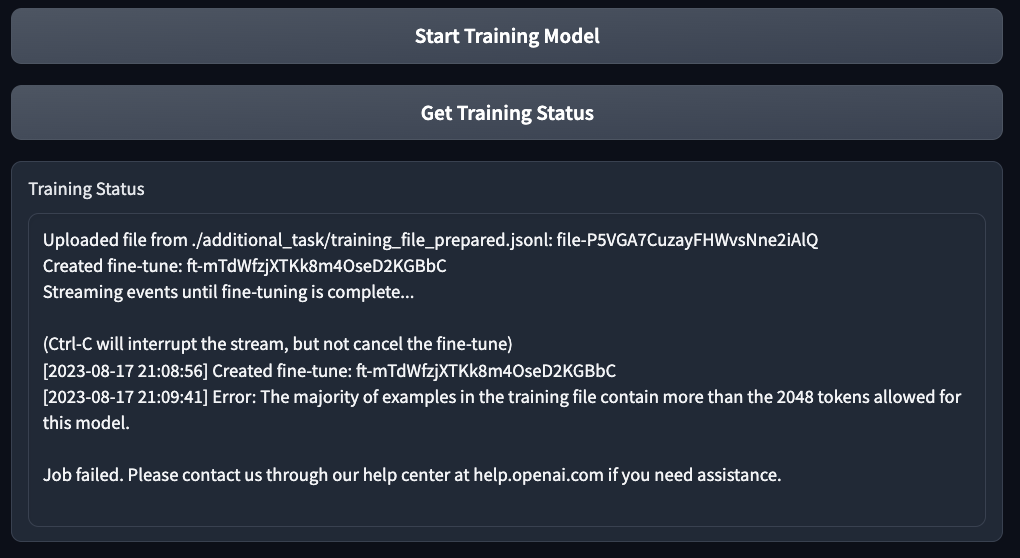 Start Training Model
Get Training Status
Training Status
Uploaded file from ./additional_task/training_file_prepared.jsonl: file-P5VGA7CuzayFHWvsNne2iAlQ
Created fine-tune: ft-mTdWfzjXTKk8m4OseD2KGBbC
Streaming events until fine-tuning is complete...
(Ctrl-C will interrupt the stream, but not cancel the fine-tune)
[2023-08-17 21:08:56] Created fine-tune: ft-mTdWfzjXTKk8m4OseD2KGBbC
[2023-08-17 21:09:41] Error: The majority of examples in the training file contain more than the 2048 tokens allowed for
this model.
Job failed. Please contact us through our help center at help.openai.com if you need assistance.